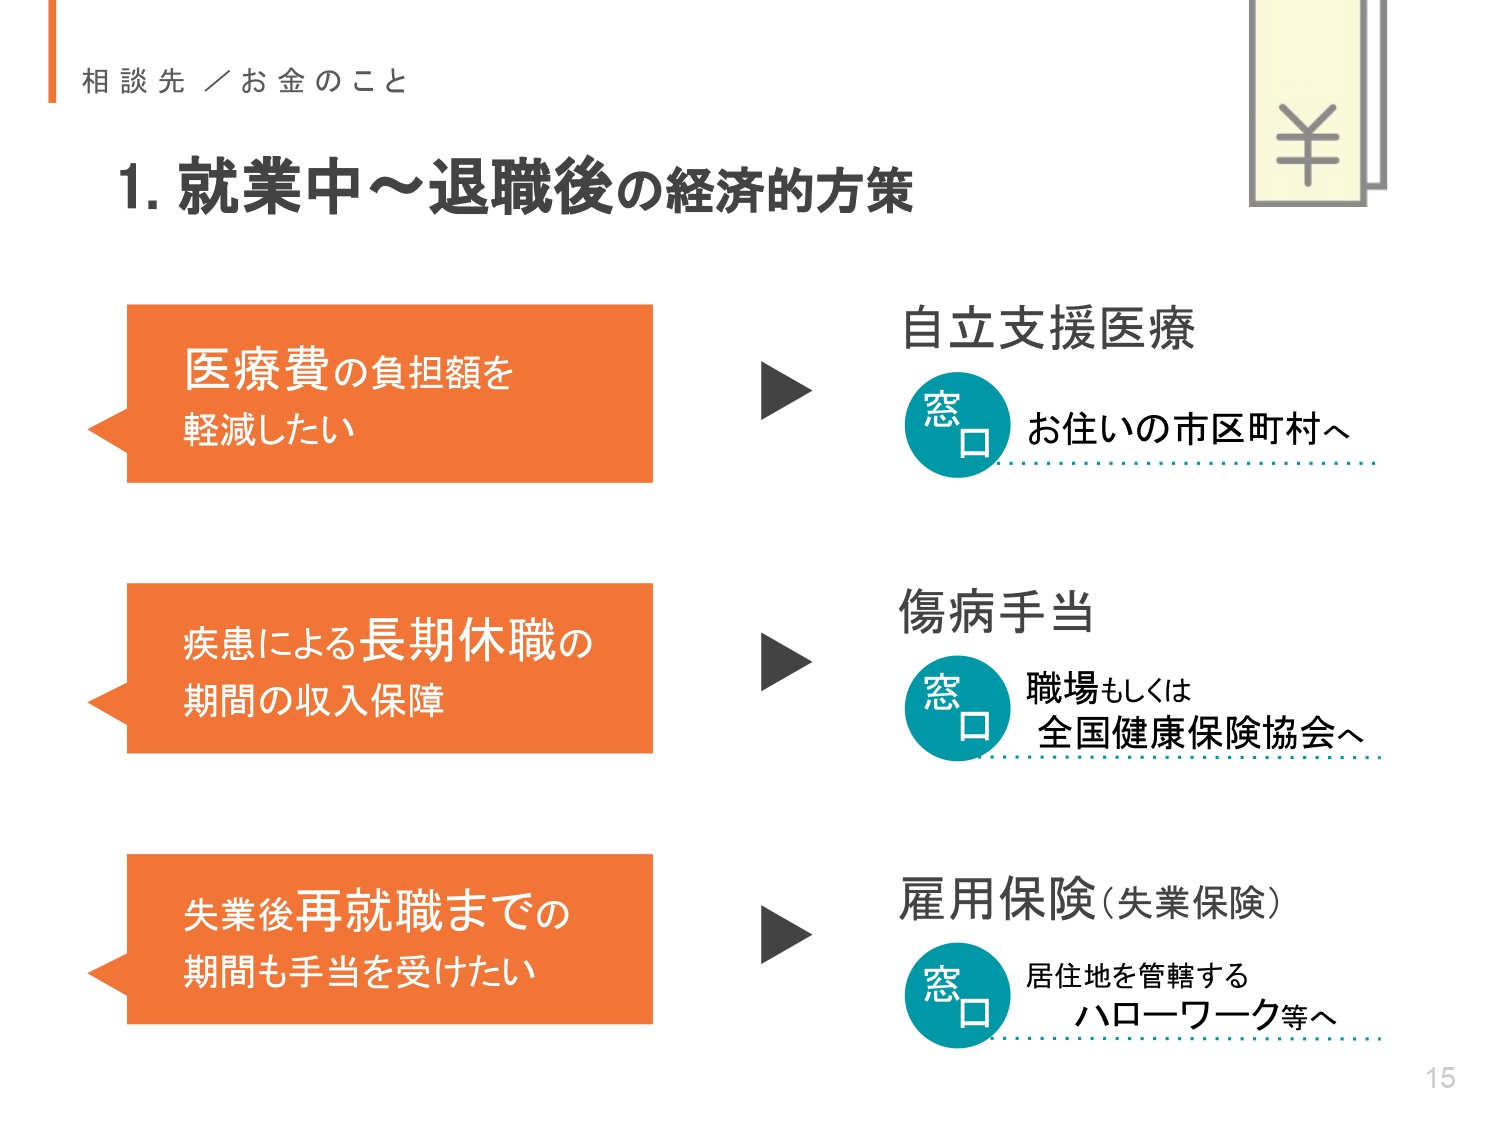 相談先 ／お金のこと
¥
1. 就業中～退職後の経済的方策
医療費の負担額を
軽減したい
自立支援医療
窓口
お住いの市区町村へ
疾患による長期休職の
期間の収入保障
傷病手当
窓口
職場もしくは
全国健康保険協会へ
失業後再就職までの
期間も手当を受けたい
雇用保険（失業保険）
窓口
居住地を管轄する
ハローワーク等へ
15